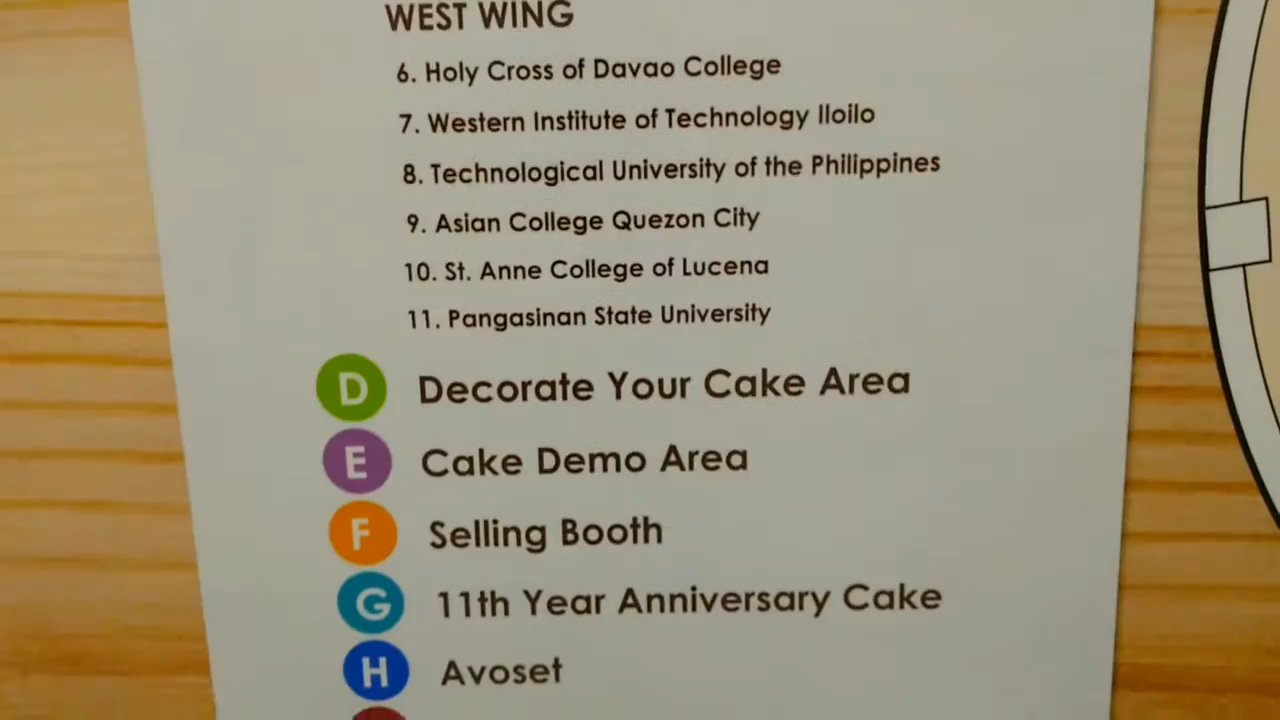 WEST WING
6. Holy Cross of Davao College
7. Western Institute of Technology Iloilo
8. Technological University of the Philippines
9. Asian College Quezon City
10. St. Anne College of Lucena
11. Pangasinan State University
D Decorate Your Cake Area
E Cake Demo Area
F Selling Booth
G 11th Year Anniversary Cake
H Avoset